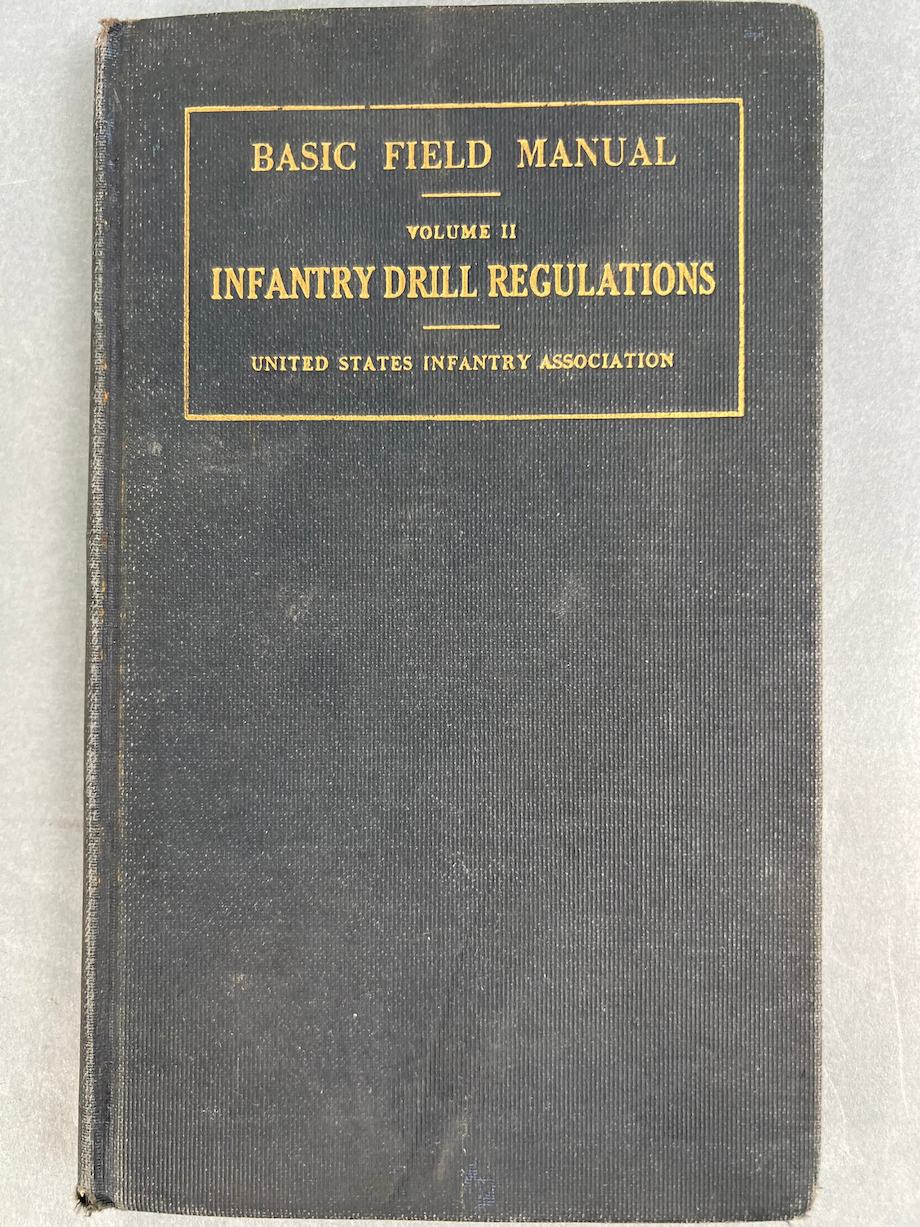 BASIC FIELD MANUAL
VOLUME II
INFANTRY DRILL REGULATIONS
UNITED STATES INFANTRY ASSOCIATION